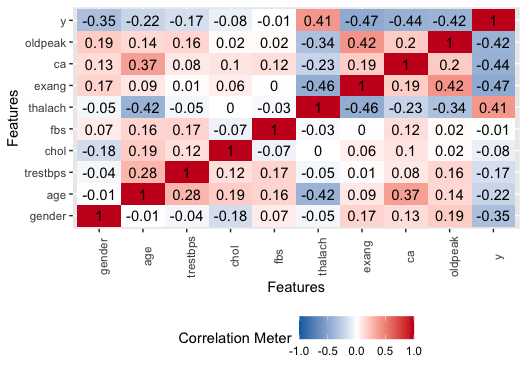 y -0.35 -0.22 -0.17 -0.08 -0.01 0.41 -0.47 -0.44 -0.42 1
oldpeak 0.19 0.14 0.16 0.02 0.02 -0.34 0.42 0.2 1 -0.42
ca 0.13 0.37 0.08 0.1 0.12 -0.23 0.19 1 0.2 -0.44
exang 0.17 0.09 0.01 0.06 0 -0.46 1 0.19 0.42 -0.47
thalach -0.05 -0.42 -0.05 0 -0.03 1 -0.46 -0.23 -0.34 0.41
fbs 0.07 0.16 0.17 -0.07 1 -0.03 0 0.12 0.02 -0.01
chol -0.18 0.19 0.12 1 -0.07 0 0.06 0.1 0.02 -0.08
trestbps -0.04 0.28 1 0.12 0.17 -0.05 0.01 0.08 0.16 -0.17
age -0.01 1 0.28 0.19 0.16 -0.42 0.09 0.37 0.14 -0.22
gender 1 -0.01 -0.04 -0.18 0.07 -0.05 0.17 0.13 0.19 -0.35
Features
gender age trestbps chol fbs thalach exang ca oldpeak y
Features
Correlation Meter
-1.0 -0.5 0.0 0.5 1.0